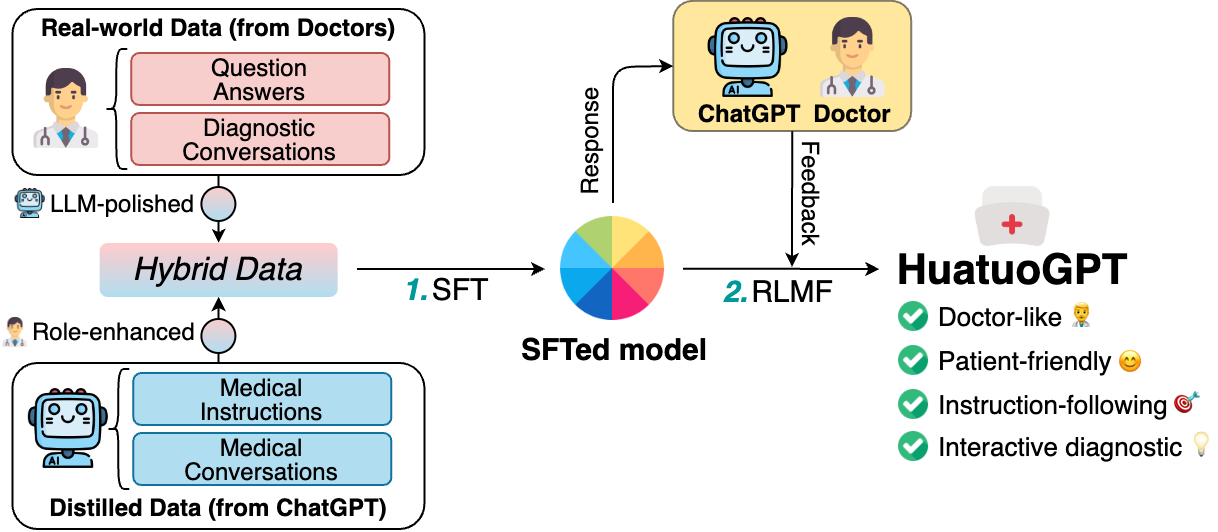 Real-world Data (from Doctors)
Question
Answers
Diagnostic
Conversations
LLM-polished
Hybrid Data
Role-enhanced
AI
Medical
Instructions
Medical
Conversations
Distilled Data (from ChatGPT)
1. SFT
SFTed model
Response
AI
ChatGPT Doctor
Feedback
2. RLMF
HuatuoGPT
Doctor-like
Patient-friendly
Instruction-following
Interactive diagnostic